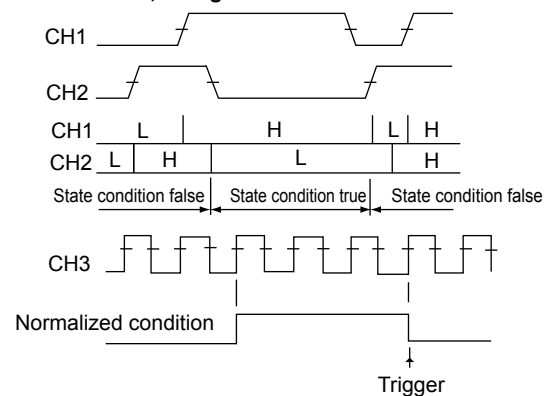 CH1
CH2
CH1 L H L H
CH2 L H L H
State condition false State condition true State condition false
CH3
Normalized condition
Trigger